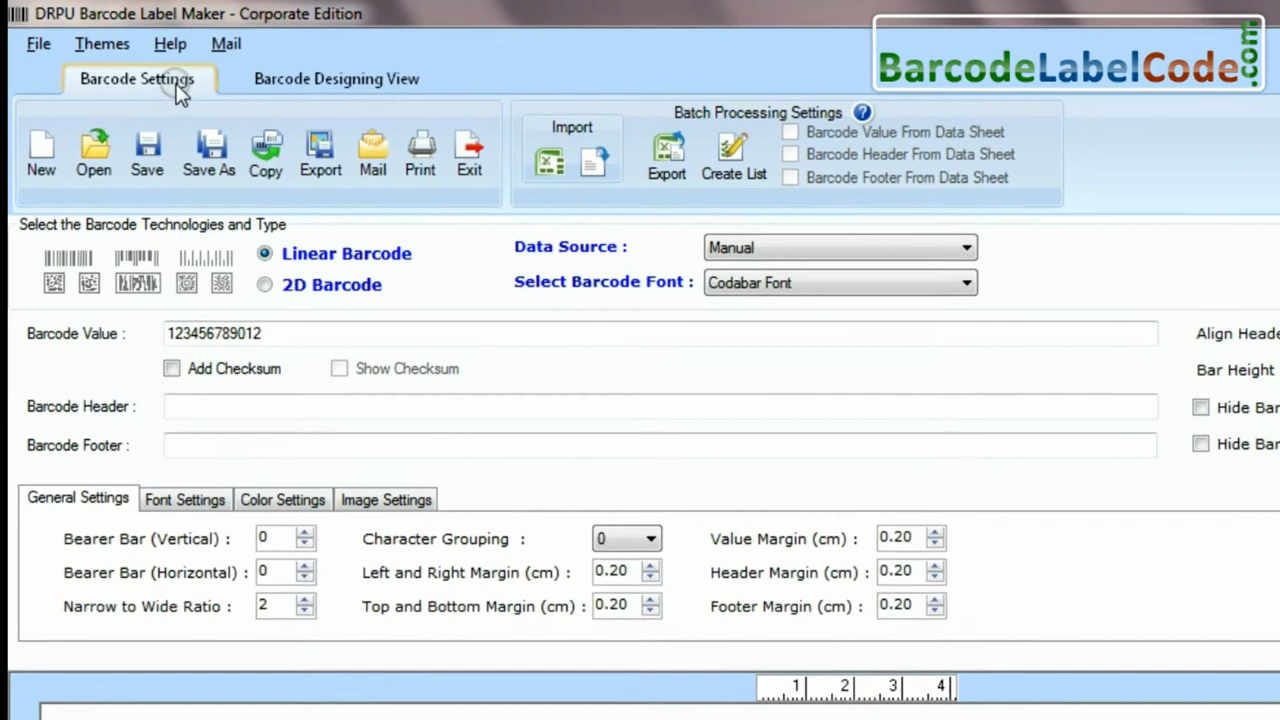 DRPU Barcode Label Maker - Corporate Edition
File Themes Help Mail
BarcodeLabelCode.com
Barcode Settings Barcode Designing View
Batch Processing Settings ?
Import
New Open Save Save As Copy Export Mail Print Exit
Export Create List
Barcode Value From Data Sheet
Barcode Header From Data Sheet
Barcode Footer From Data Sheet
Select the Barcode Technologies and Type
Linear Barcode
2D Barcode
Data Source : Manual
Select Barcode Font : Codabar Font
Barcode Value : 123456789012
Add Checksum Show Checksum
Barcode Header :
Barcode Footer :
Align Heade
Bar Height
Hide Bar
Hide Bar
General Settings Font Settings Color Settings Image Settings
Bearer Bar (Vertical) : 0 Character Grouping : 0 Value Margin (cm) : 0.20
Bearer Bar (Horizontal) : 0 Left and Right Margin (cm) : 0.20 Header Margin (cm) : 0.20
Narrow to Wide Ratio : 2 Top and Bottom Margin (cm) : 0.20 Footer Margin (cm) : 0.20
1 2 3 4